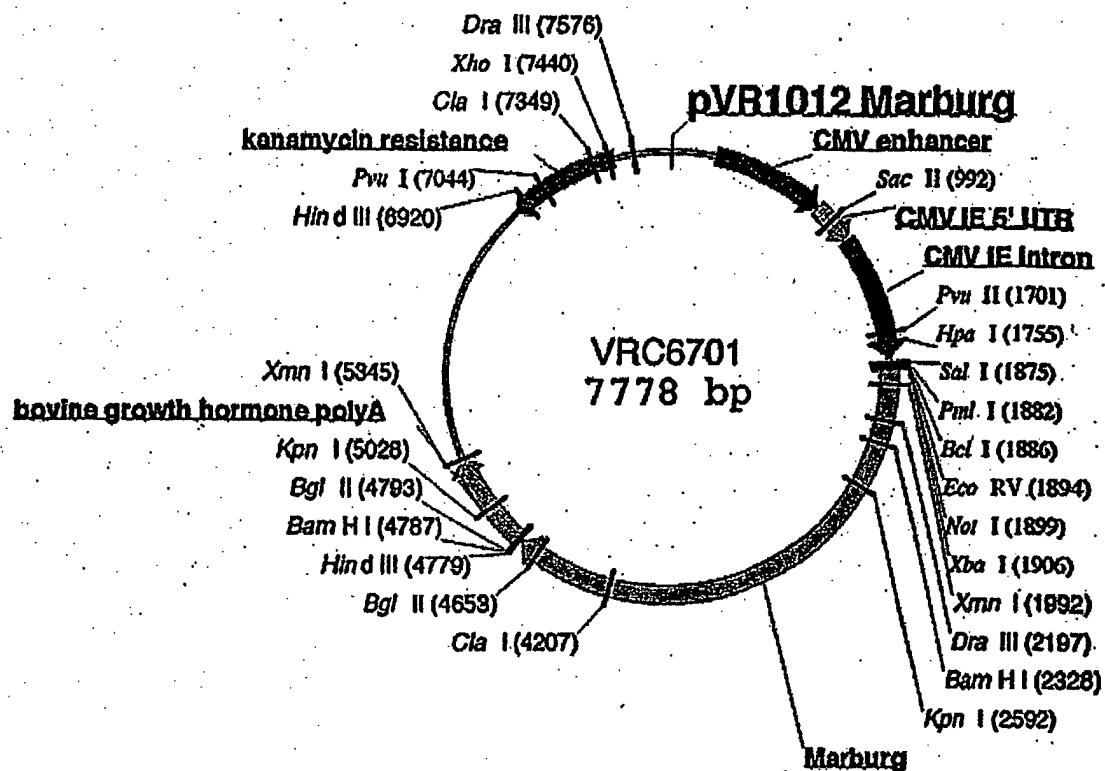 Dra III (7576)
Xho I (7440)
Cla I (7349)
kanamycin resistance
Pvu I (7044)
Hind III (6920)
pVR1012 Marburg
CMV enhancer
Sac II (992)
CMV IE 5' UTR
CMV IE Intron
Pvu II (1701)
Hpa I (1755)
Sal I (1875)
Pml I (1882)
Bcl I (1886)
Eco RV (1894)
Not I (1899)
Xba I (1906)
Xmn I (1992)
Dra III (2197)
Bam H I (2328)
Kpn I (2592)
Marburg
VRC6701
7778 bp
Xmn I (5345)
bovine growth hormone polyA
Kpn I (5028)
Bgl II (4793)
Bam H I (4787)
Hind III (4779)
Bgl II (4653)
Cla I (4207)